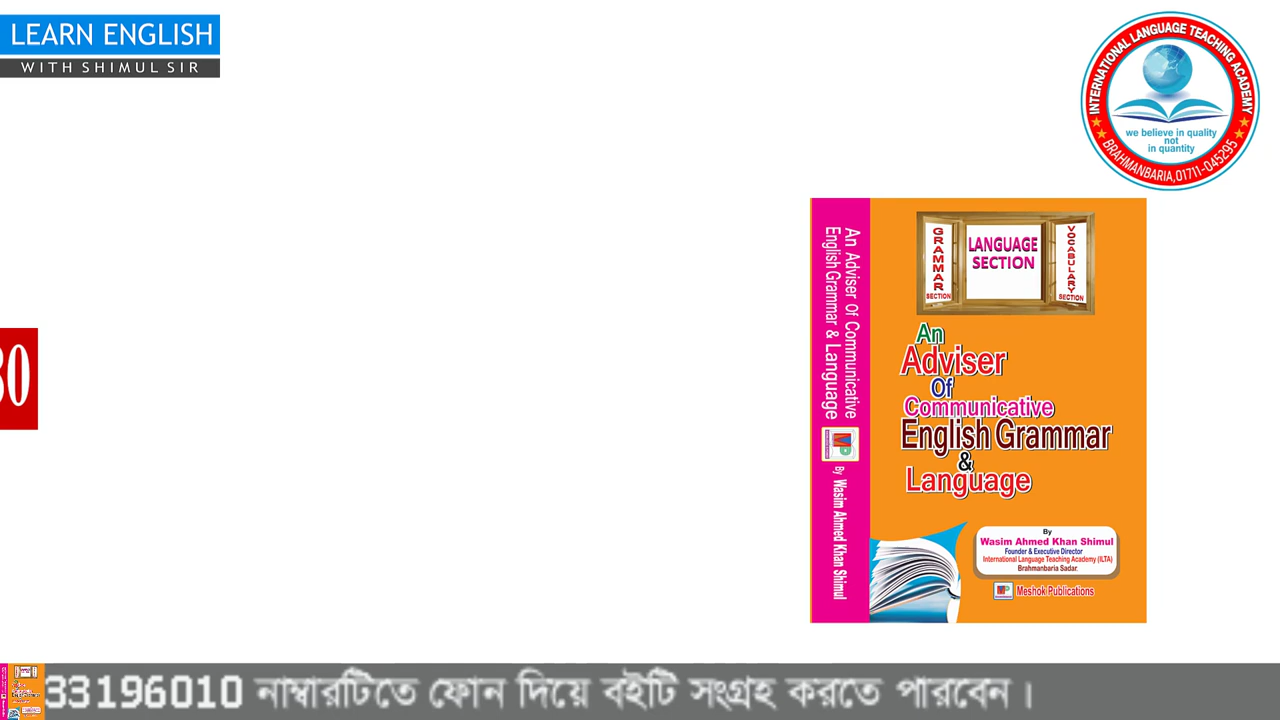 LEARN ENGLISH
WITH SHIMUL SIR
INTERNATIONAL LANGUAGE TEACHING ACADEMY
we believe in quality
not
in quantity
BRAHMANBARIA,01711-045295
An Adviser Of Communicative
English Grammar & Language
By Wasim Ahmed Khan Shimul
GRAMMAR
SECTION
LANGUAGE
SECTION
VOCABULARY
SECTION
An
Adviser
Of
Communicative
English Grammar
&
Language
By
Wasim Ahmed Khan Shimul
Founder & Executive Director
International Language Teaching Academy (ILTA)
Brahmanbaria Sadar.
Meshok Publications
30
33196010 নাম্বারটিতে ফোন দিয়ে বইটি সংগ্রহ করতে পারবেন।